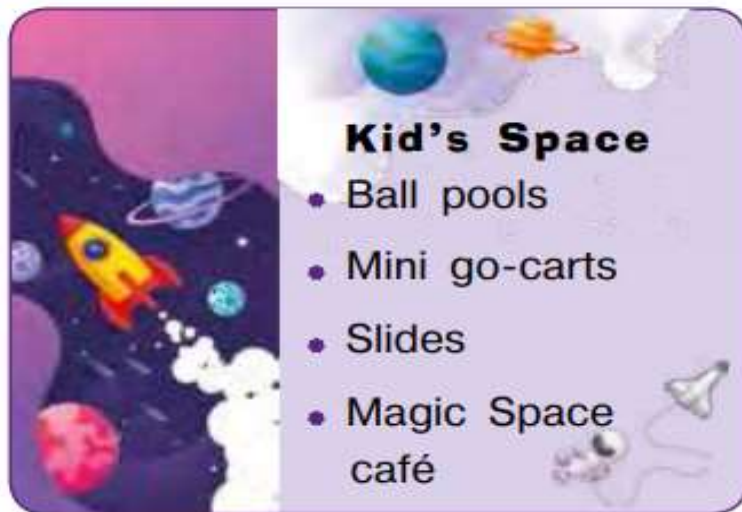 Kid's Space
• Ball pools
• Mini go-carts
• Slides
• Magic Space
café